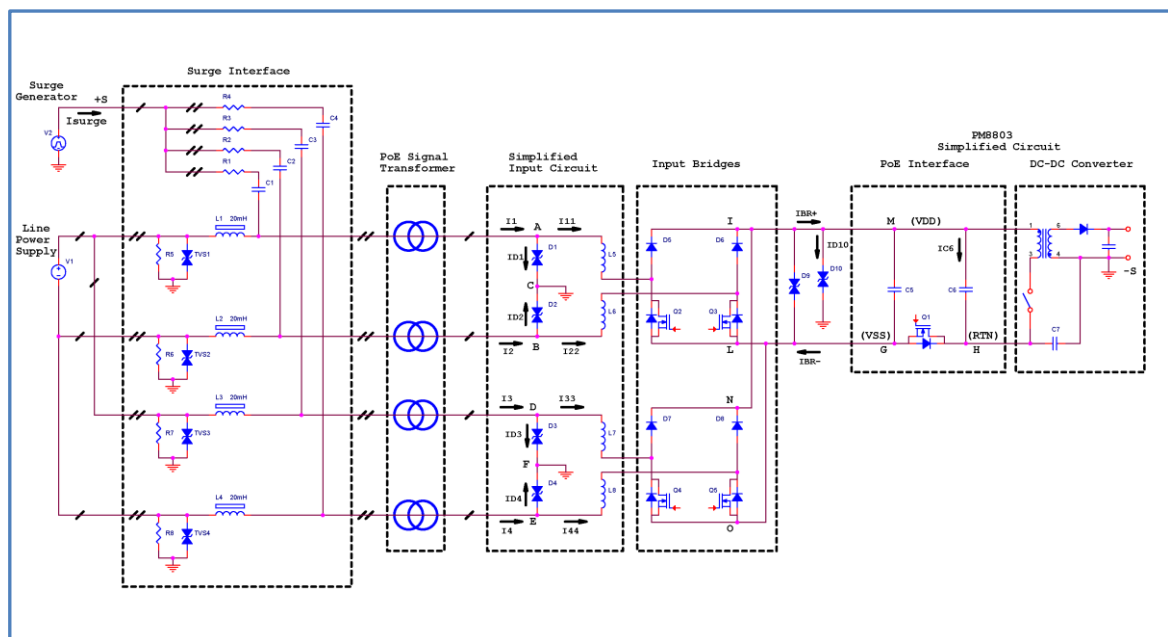 Surge Interface
Surge
Generator
+S
Isurge
V2
R4
R3
R2
R1
C4
C3
C2
C1
PM8803
Simplified Circuit
PoE Signal
Transformer
Simplified
Input Circuit
Input Bridges
PoE Interface
DC-DC Converter
Line
Power
Supply
V1
L1 20mH
R5
TVS1
L2 20mH
R6
TVS2
L3 20mH
R7
TVS3
L4 20mH
R8
TVS4
I1
A
I11
D1
ID1
L5
C
D2
ID2
L6
I2
B
I22
I3
D
I33
D3
ID3
L7
F
D4
ID4
L8
I4
E
I44
I
D5
D6
Q2
Q3
L
N
D7
D8
Q4
Q5
O
IBR+
ID10
D9
D10
IBR-
M
(VDD)
IC6
C5
C6
Q1
(VSS)
G
(RTN)
H
1
6
3
4
-S
C7